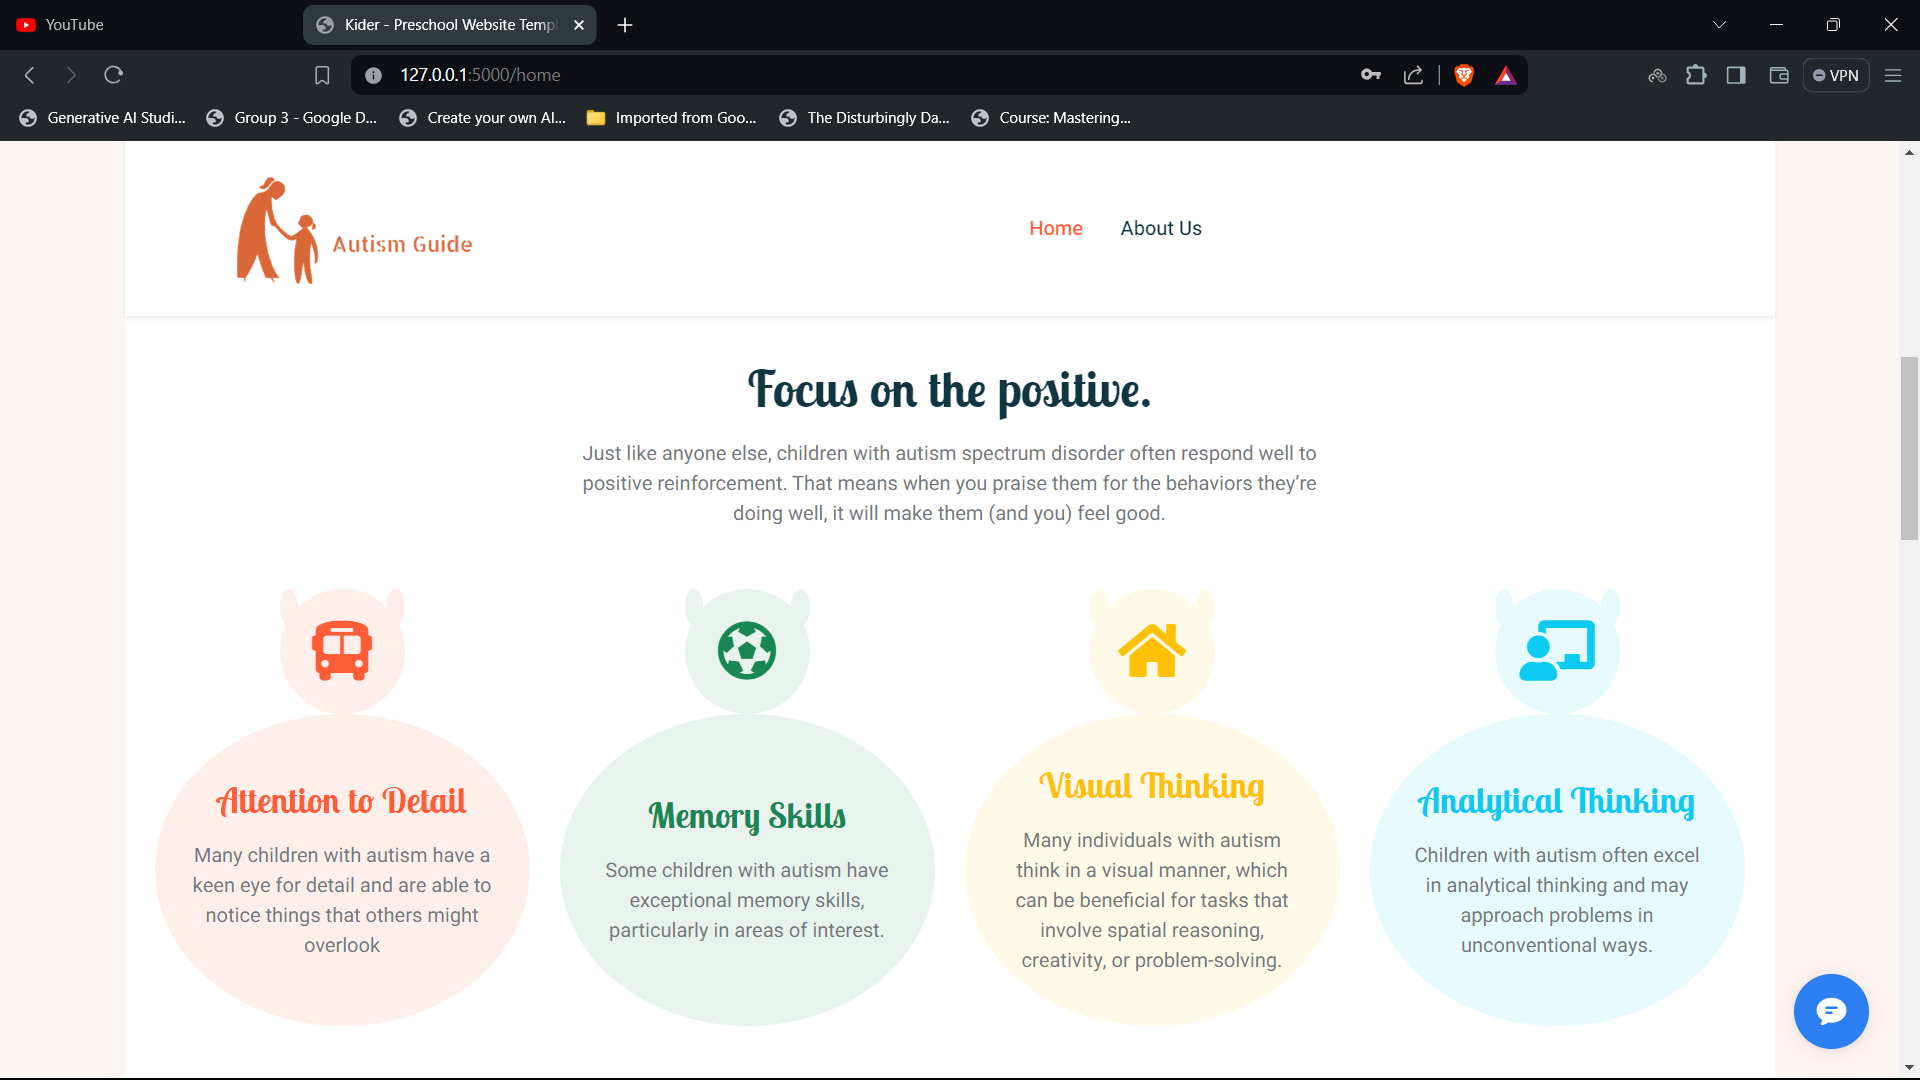 YouTube
Kider - Preschool Website Temp
127.0.0.1:5000/home
VPN
Generative AI Studi...
Group 3 - Google D...
Create your own AI...
Imported from Goo...
The Disturbingly Da...
Course: Mastering...
Autism Guide
Home
About Us
Focus on the positive.
Just like anyone else, children with autism spectrum disorder often respond well to
positive reinforcement. That means when you praise them for the behaviors they’re
doing well, it will make them (and you) feel good.
Attention to Detail
Many children with autism have a
keen eye for detail and are able to
notice things that others might
overlook
Memory Skills
Some children with autism have
exceptional memory skills,
particularly in areas of interest.
Visual Thinking
Many individuals with autism
think in a visual manner, which
can be beneficial for tasks that
involve spatial reasoning,
creativity, or problem-solving.
Analytical Thinking
Children with autism often excel
in analytical thinking and may
approach problems in
unconventional ways.